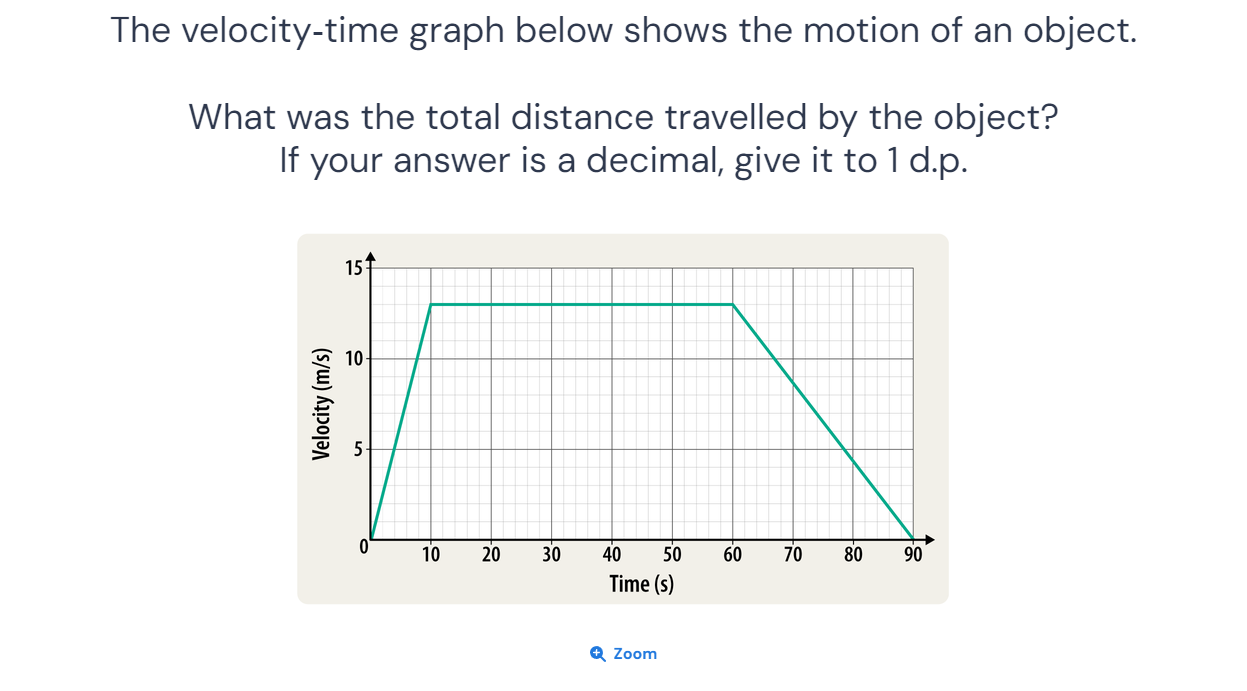 The velocity-time graph below shows the motion of an object.
What was the total distance travelled by the object?
If your answer is a decimal, give it to 1 d.p.
15
10
5
0
Velocity (m/s)
10 20 30 40 50 60 70 80 90
Time (s)
Zoom